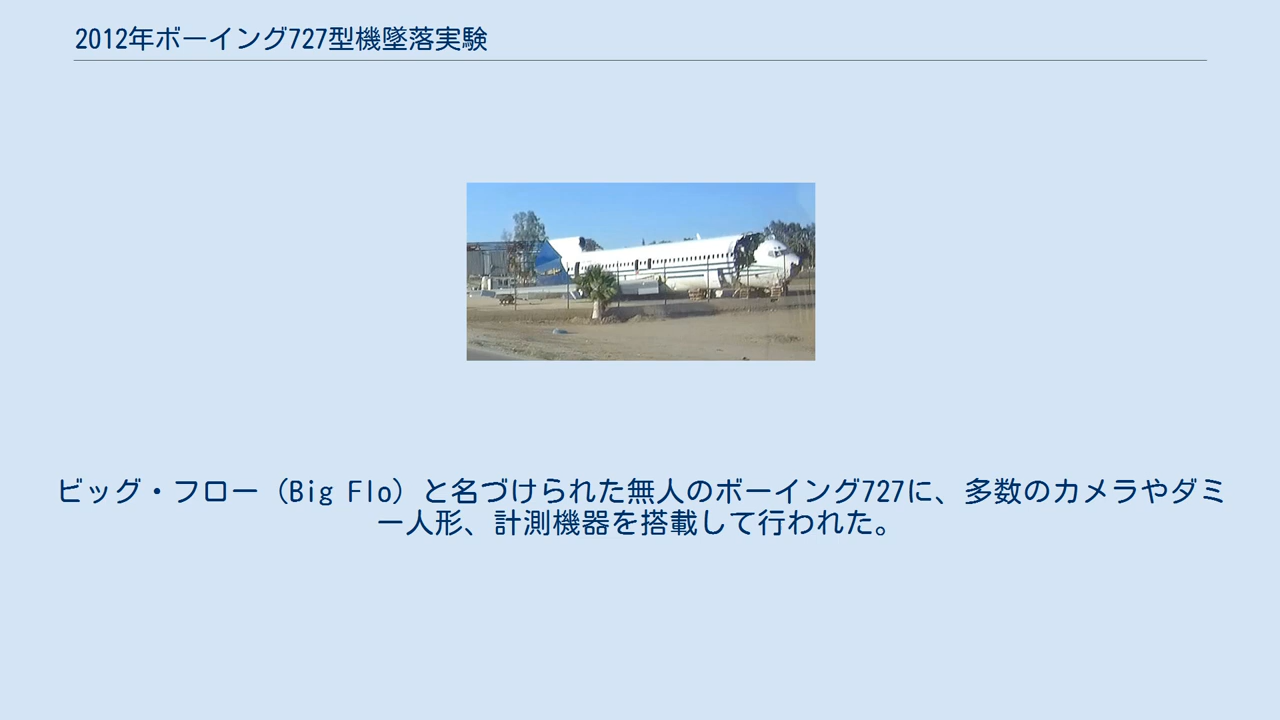 2012年ボーイング727型機墜落実験
ビッグ・フロー（Big Flo）と名づけられた無人のボーイング727に、多数のカメラやダミ
ー人形、計測機器を搭載して行われた。